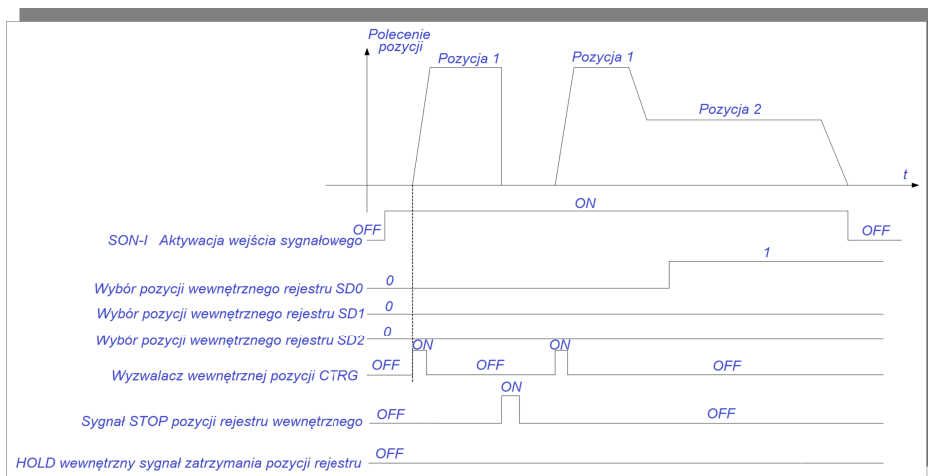 Polecenie
pozycji
Pozycja 1
Pozycja 1
Pozycja 2
t
ON
OFF
OFF
SON-I Aktywacja wejścia sygnałowego
1
Wybór pozycji wewnętrznego rejestru SD0
0
Wybór pozycji wewnętrznego rejestru SD1
0
Wybór pozycji wewnętrznego rejestru SD2
0
ON
ON
Wyzwalacz wewnętrznej pozycji CTRG
OFF
OFF
OFF
ON
Sygnał STOP pozycji rejestru wewnętrznego
OFF
OFF
HOLD wewnętrzny sygnał zatrzymania pozycji rejestru
OFF